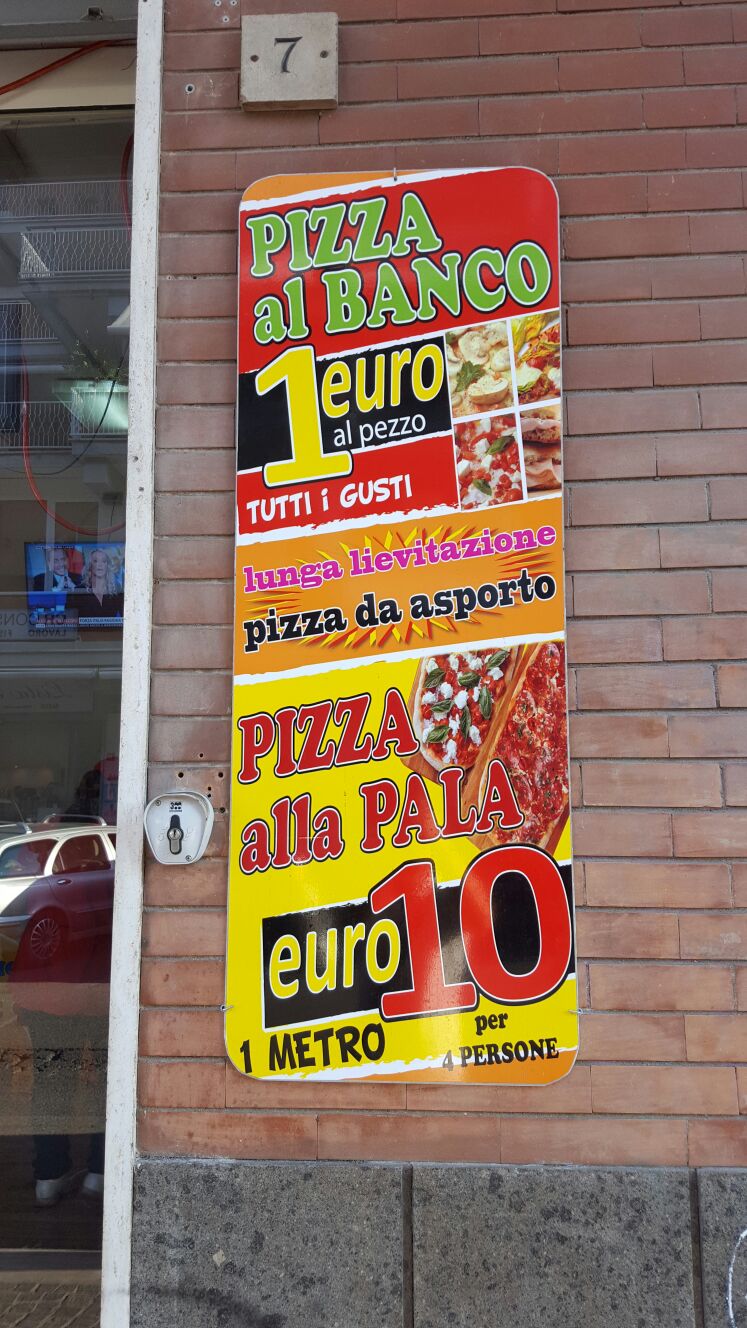 7
PIZZA
al BANCO
1 euro
al pezzo
TUTTI i GUSTI
lunga lievitazione
pizza da asporto
PIZZA
alla PALA
euro 10
1 METRO
per
4 PERSONE
LAVORO